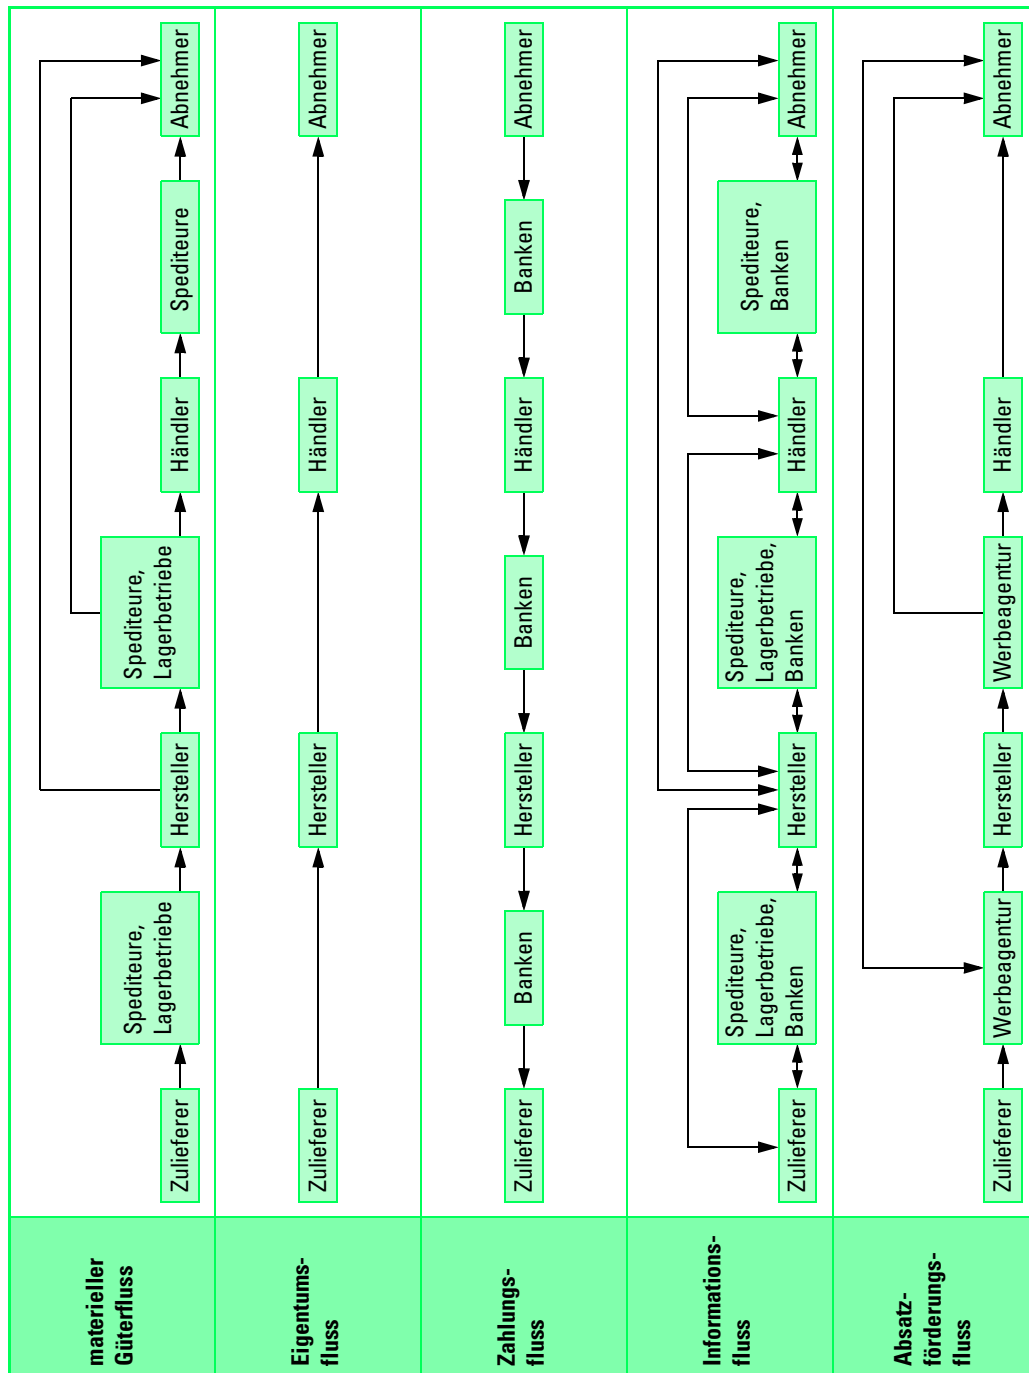 materieller
Güterfluss
Zulieferer
Spediteure,
Lagerbetriebe
Hersteller
Spediteure,
Lagerbetriebe
Händler
Spediteure
Abnehmer
Eigentums-
fluss
Zulieferer
Hersteller
Händler
Abnehmer
Zahlungs-
fluss
Zulieferer
Banken
Hersteller
Banken
Händler
Banken
Abnehmer
Informations-
fluss
Zulieferer
Spediteure,
Lagerbetriebe,
Banken
Hersteller
Spediteure,
Lagerbetriebe,
Banken
Händler
Spediteure,
Banken
Abnehmer
Absatz-
förderungs-
fluss
Zulieferer
Werbeagentur
Hersteller
Werbeagentur
Händler
Abnehmer